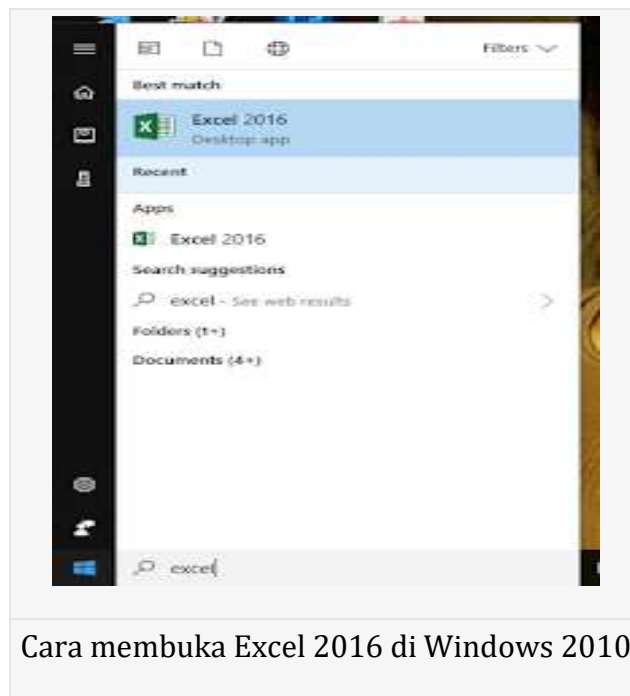 Filters
Best match
Excel 2016
Desktop app
Recent
Apps
Excel 2016
Search suggestions
excel - See web results
Folders (1+)
Documents (4+)
excel
Cara membuka Excel 2016 di Windows 2010